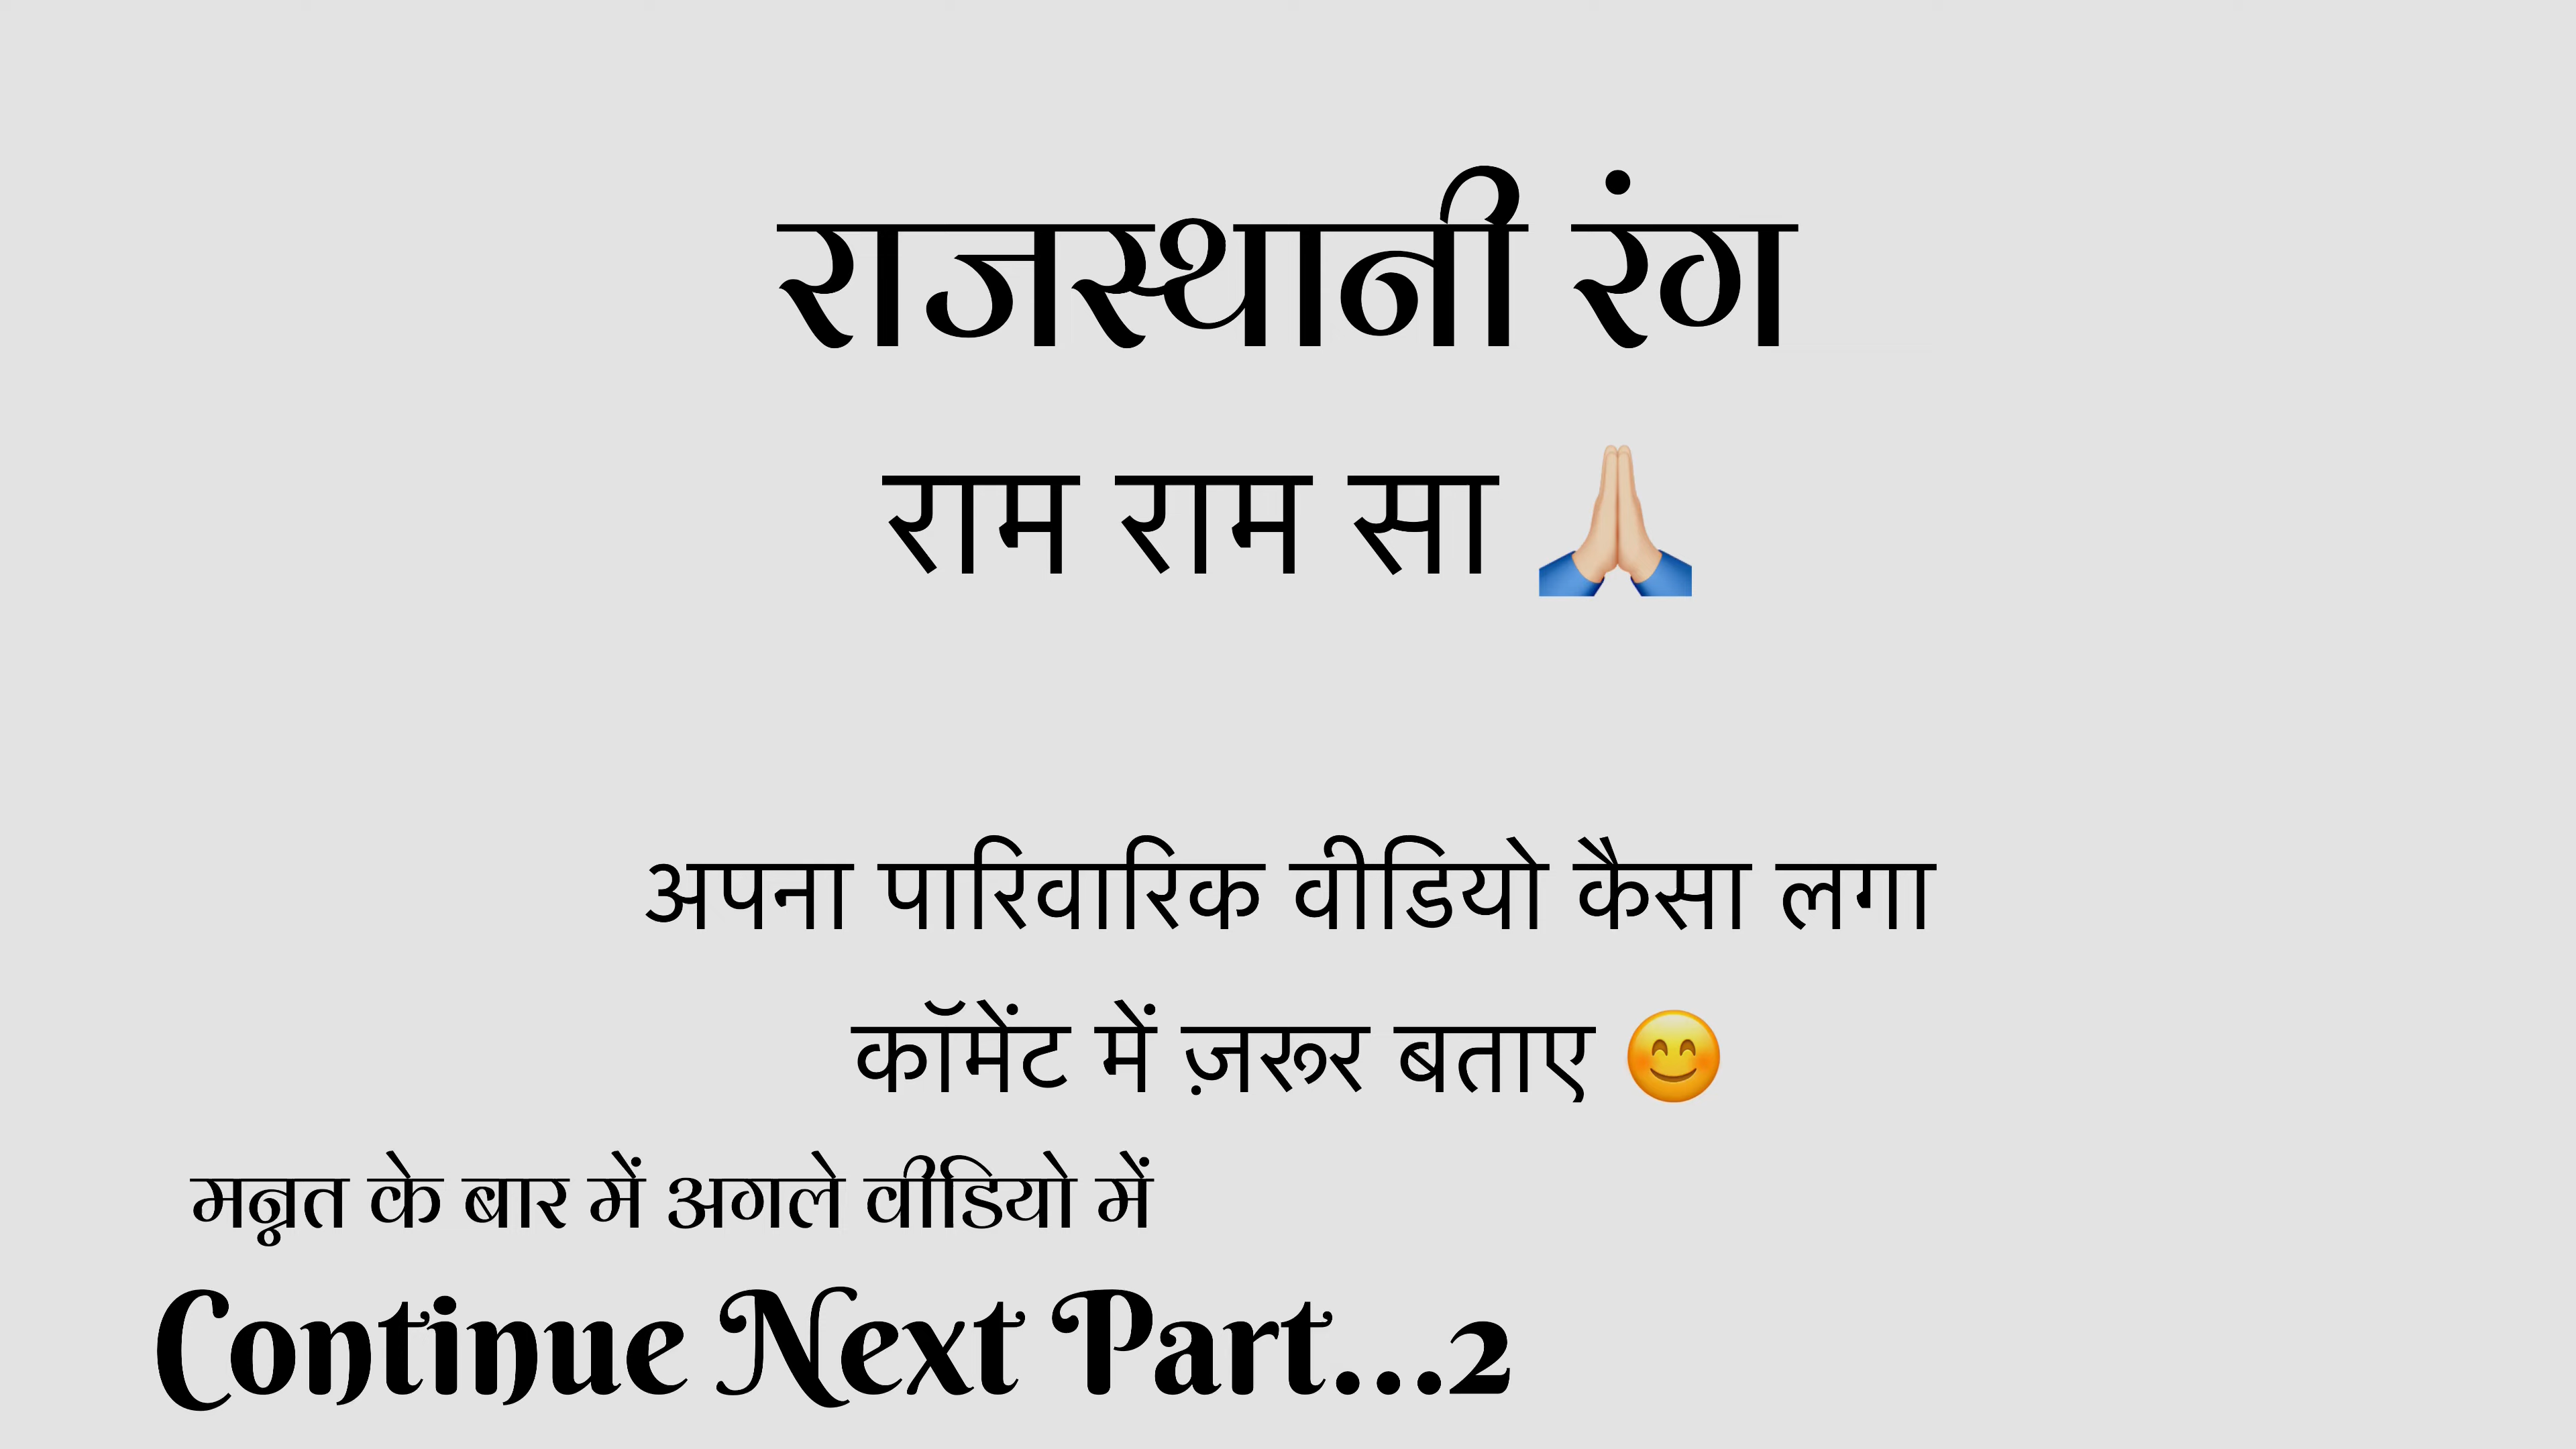 राजस्थानी रंग
राम राम सा 🙏🏻
अपना पारिवारिक वीडियो कैसा लगा
कॉमेंट में ज़रूर बताए 😊
मन्नत के बार में अगले वीडियो में
Continue Next Part...2